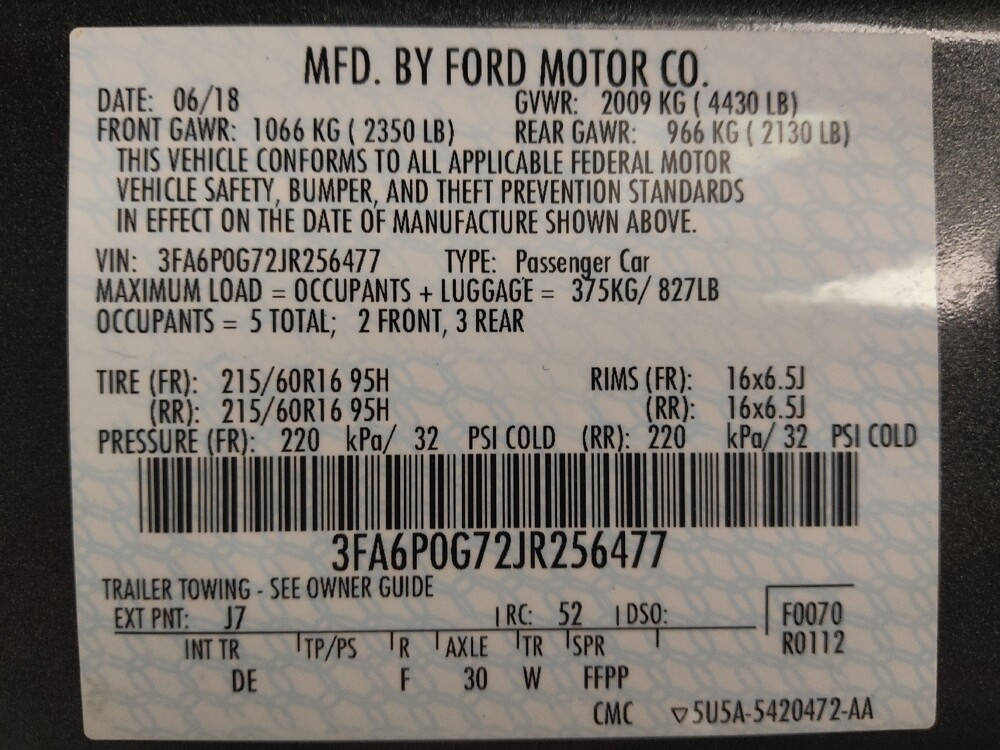 MFD. BY FORD MOTOR CO.
DATE: 06/18 GVWR: 2009 KG ( 4430 LB)
FRONT GAWR: 1066 KG ( 2350 LB) REAR GAWR: 966 KG ( 2130 LB)
THIS VEHICLE CONFORMS TO ALL APPLICABLE FEDERAL MOTOR
VEHICLE SAFETY, BUMPER, AND THEFT PREVENTION STANDARDS
IN EFFECT ON THE DATE OF MANUFACTURE SHOWN ABOVE.
VIN: 3FA6P0G72JR256477 TYPE: Passenger Car
MAXIMUM LOAD = OCCUPANTS + LUGGAGE = 375KG/ 827LB
OCCUPANTS = 5 TOTAL; 2 FRONT, 3 REAR
TIRE (FR): 215/60R16 95H RIMS (FR): 16x6.5J
(RR): 215/60R16 95H (RR): 16x6.5J
PRESSURE (FR): 220 kPa/ 32 PSI COLD (RR): 220 kPa/ 32 PSI COLD
3FA6P0G72JR256477
TRAILER TOWING - SEE OWNER GUIDE
EXT PNT: J7 RC: 52 DSO: F0070
INT TR TP/PS R AXLE TR SPR R0112
DE F 30 W FFPP
CMC ▽5U5A-5420472-AA